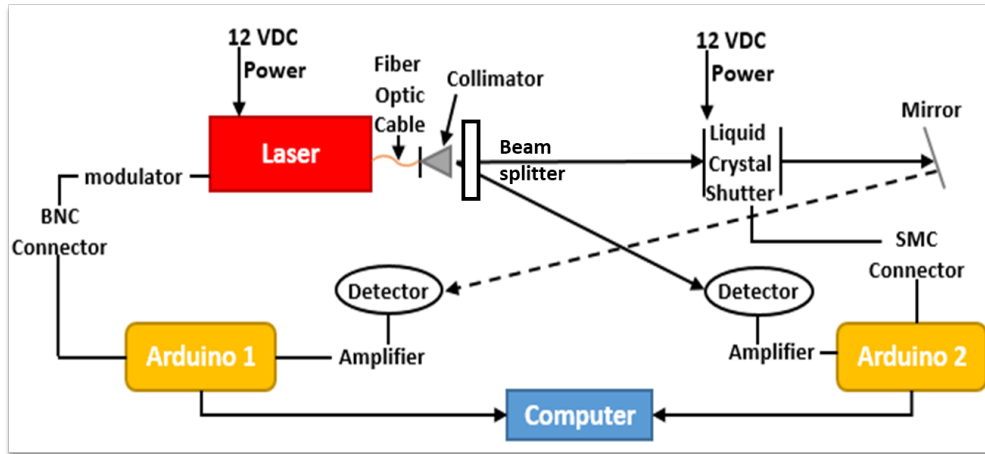 12 VDC
Power
Fiber
Optic
Cable
Collimator
12 VDC
Power
Mirror
Laser
Beam
splitter
Liquid
Crystal
Shutter
modulator
BNC
Connector
SMC
Connector
Detector
Detector
Arduino 1
Amplifier
Amplifier
Arduino 2
Computer